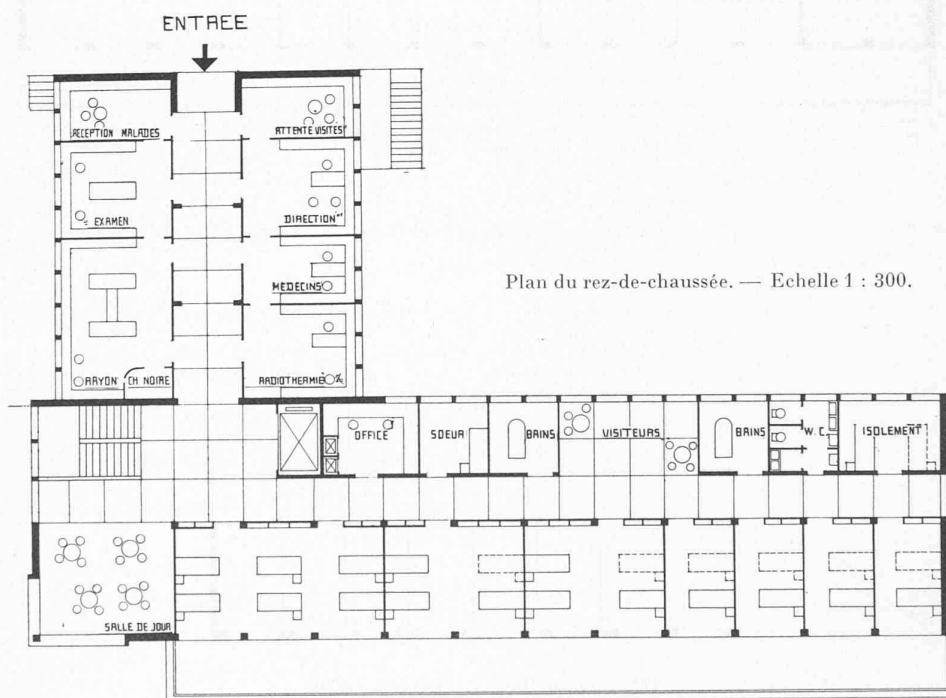 ENTREE
RECEPTION MALADES
ATTENTE VISITES
EXAMEN
DIRECTION
MEDECINS
Plan du rez-de-chaussée. — Echelle 1 : 300.
RAYON
CH NOIRE
RADIOTHERMIE
OFFICE
SOEUR
BAINS
VISITEURS
BAINS
W.C.
ISOLEMENT
SALLE DE JOUR